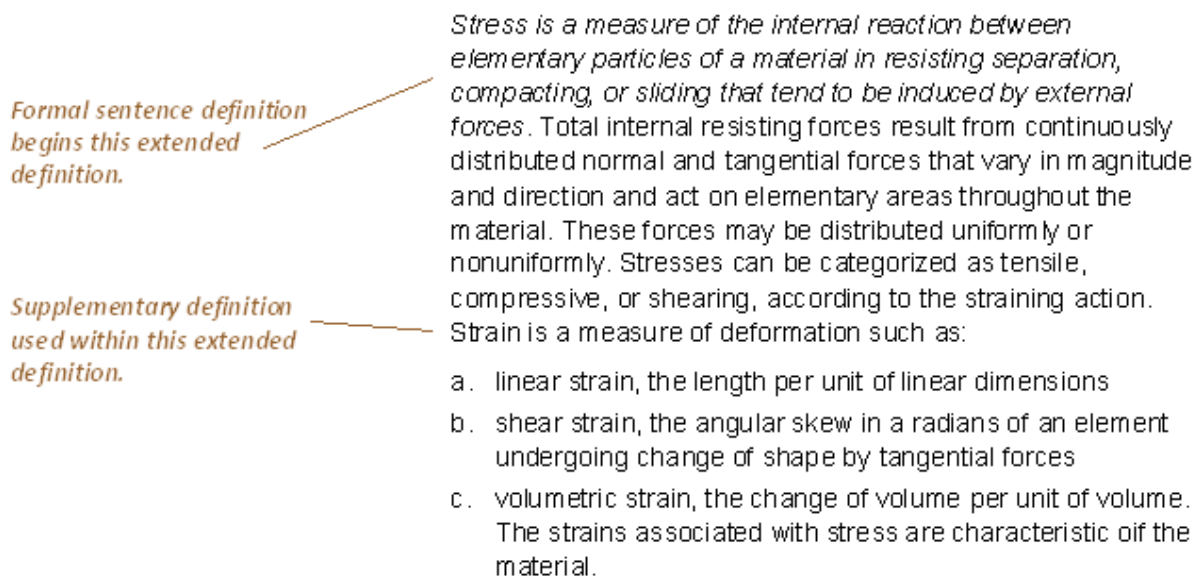 Formal sentence definition
begins this extended
definition.
Stress is a measure of the internal reaction between
elementary particles of a material in resisting separation,
compacting, or sliding that tend to be induced by external
forces. Total internal resisting forces result from continuously
distributed normal and tangential forces that vary in magnitude
and direction and act on elementary areas throughout the
material. These forces may be distributed uniformly or
nonuniformly. Stresses can be categorized as tensile,
compressive, or shearing, according to the straining action.
Supplementary definition
used within this extended
definition.
Strain is a measure of deformation such as:
a. linear strain, the length per unit of linear dimensions
b. shear strain, the angular skew in a radians of an element
undergoing change of shape by tangential forces
c. volumetric strain, the change of volume per unit of volume.
The strains associated with stress are characteristic oif the
material.